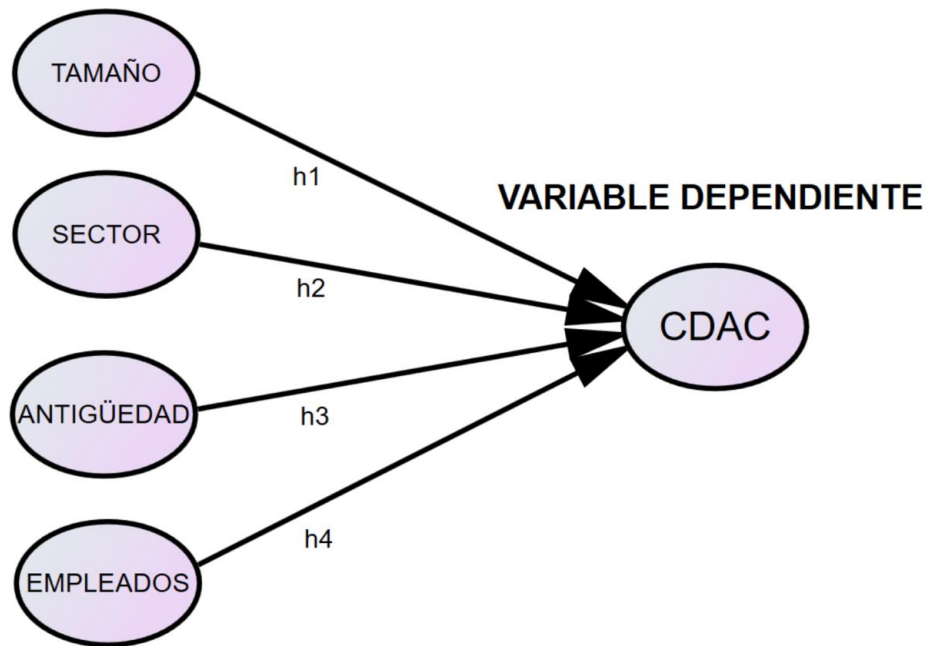 TAMAÑO
h1
VARIABLE DEPENDIENTE
SECTOR
h2
CDAC
ANTIGÜEDAD
h3
h4
EMPLEADOS